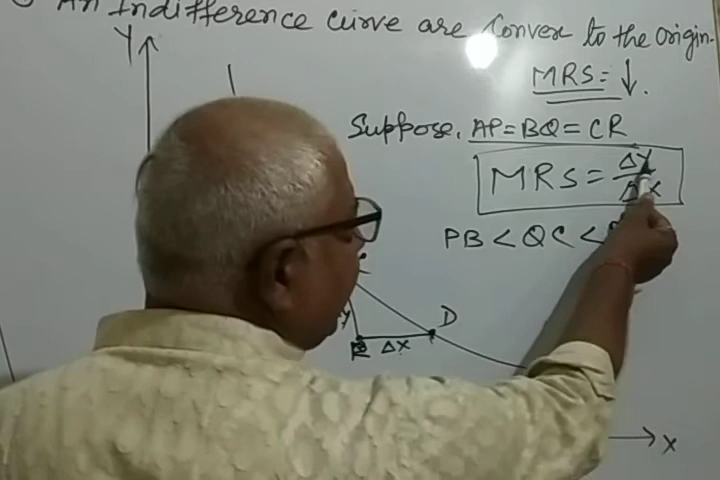 An Indifference curve are convex to the origin.
Y
MRS = ↓.
Suppose, AP = BQ = CR
MRS = ΔY
ΔX
PB < QC <
y
D
R ΔX
X